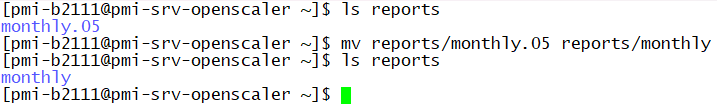 [pmi-b2111@pmi-srv-openscaler ~]$ ls reports
monthly.05
[pmi-b2111@pmi-srv-openscaler ~]$ mv reports/monthly.05 reports/monthly
[pmi-b2111@pmi-srv-openscaler ~]$ ls reports
monthly
[pmi-b2111@pmi-srv-openscaler ~]$